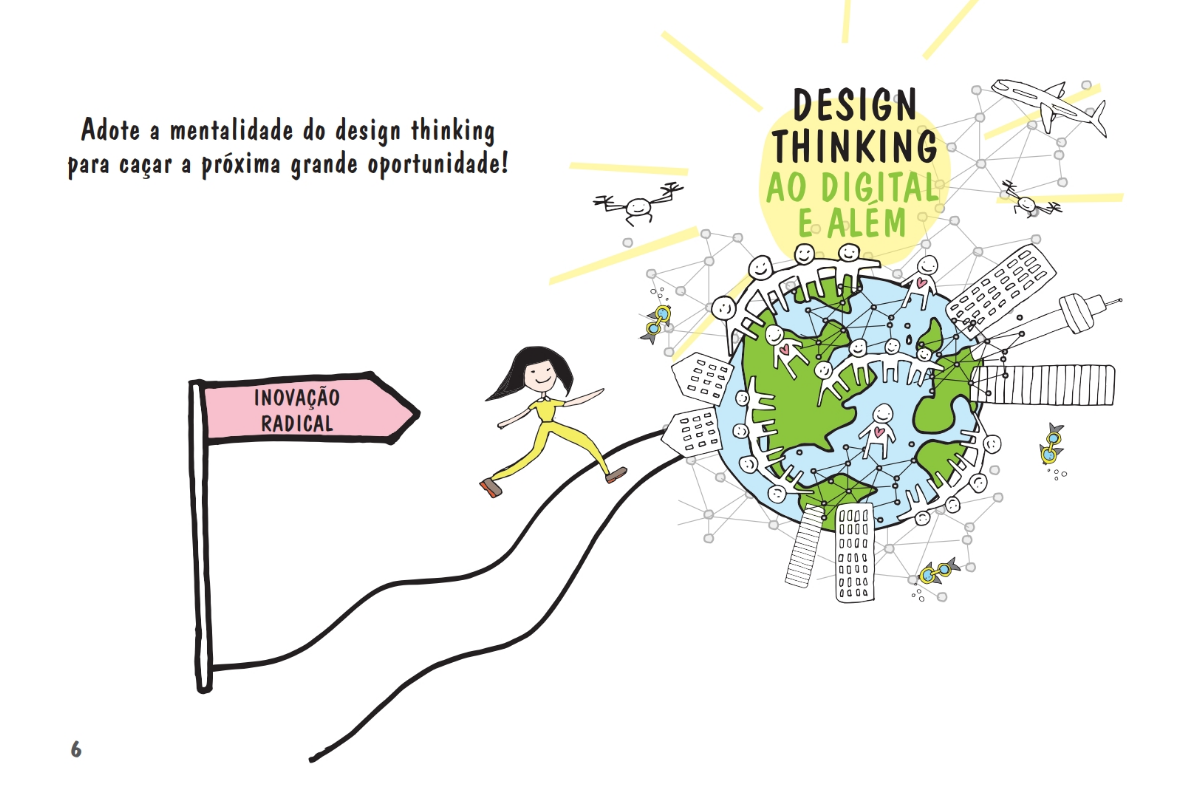 Adote a mentalidade do design thinking
para caçar a próxima grande oportunidade!
DESIGN
THINKING
AO DIGITAL
E ALÉM
INOVAÇÃO
RADICAL
6